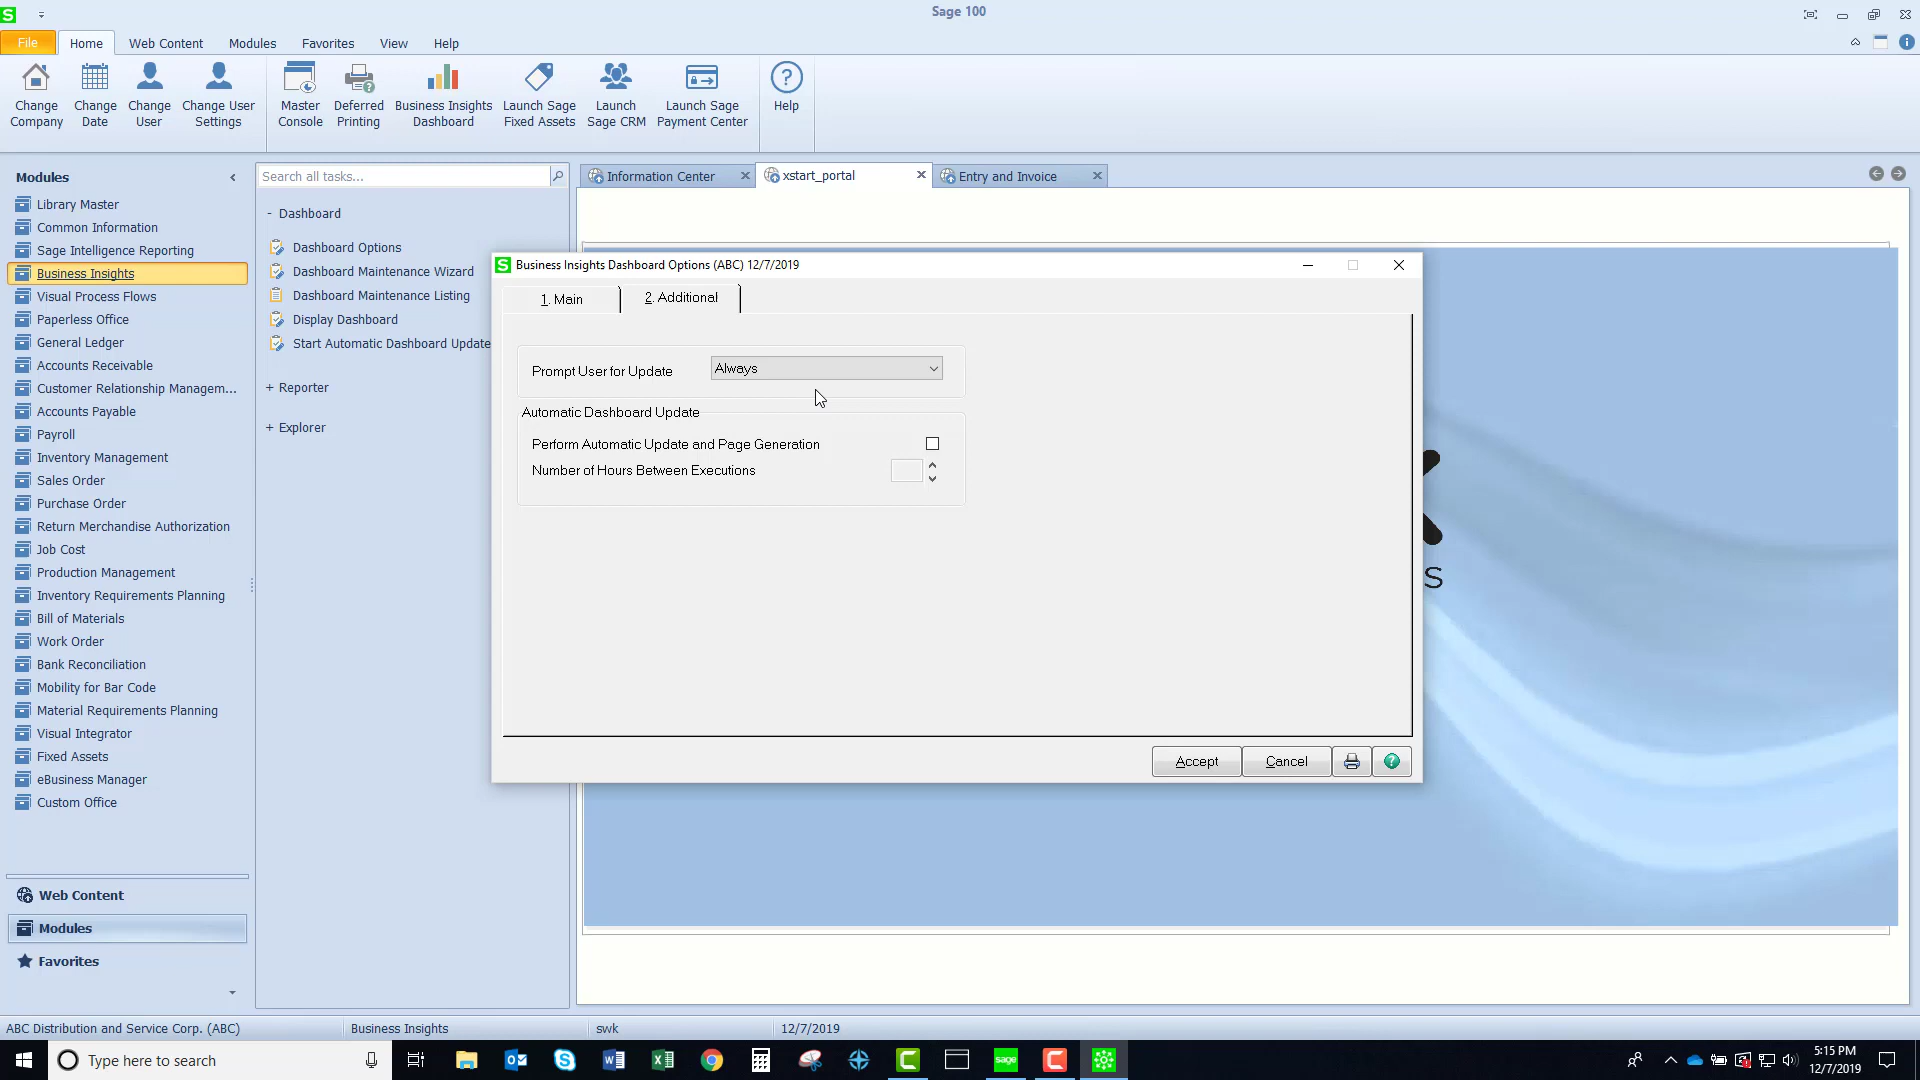 Sage 100
File
Home
Web Content
Modules
Favorites
View
Help
Change Company
Change Date
Change User
Change User Settings
Master Console
Deferred Printing
Business Insights Dashboard
Launch Sage Fixed Assets
Launch Sage CRM
Launch Sage Payment Center
Help
Modules
Library Master
Common Information
Sage Intelligence Reporting
Business Insights
Visual Process Flows
Paperless Office
General Ledger
Accounts Receivable
Customer Relationship Managem...
Accounts Payable
Payroll
Inventory Management
Sales Order
Purchase Order
Return Merchandise Authorization
Job Cost
Production Management
Inventory Requirements Planning
Bill of Materials
Work Order
Bank Reconciliation
Mobility for Bar Code
Material Requirements Planning
Visual Integrator
Fixed Assets
eBusiness Manager
Custom Office
Web Content
Modules
Favorites
Search all tasks...
- Dashboard
Dashboard Options
Dashboard Maintenance Wizard
Dashboard Maintenance Listing
Display Dashboard
Start Automatic Dashboard Update
+ Reporter
+ Explorer
Information Center
xstart_portal
Entry and Invoice
Business Insights Dashboard Options (ABC) 12/7/2019
1. Main
2. Additional
Prompt User for Update
Always
Automatic Dashboard Update
Perform Automatic Update and Page Generation
Number of Hours Between Executions
Accept
Cancel
S
ABC Distribution and Service Corp. (ABC)
Business Insights
swk
12/7/2019
Type here to search
sage
5:15 PM
12/7/2019